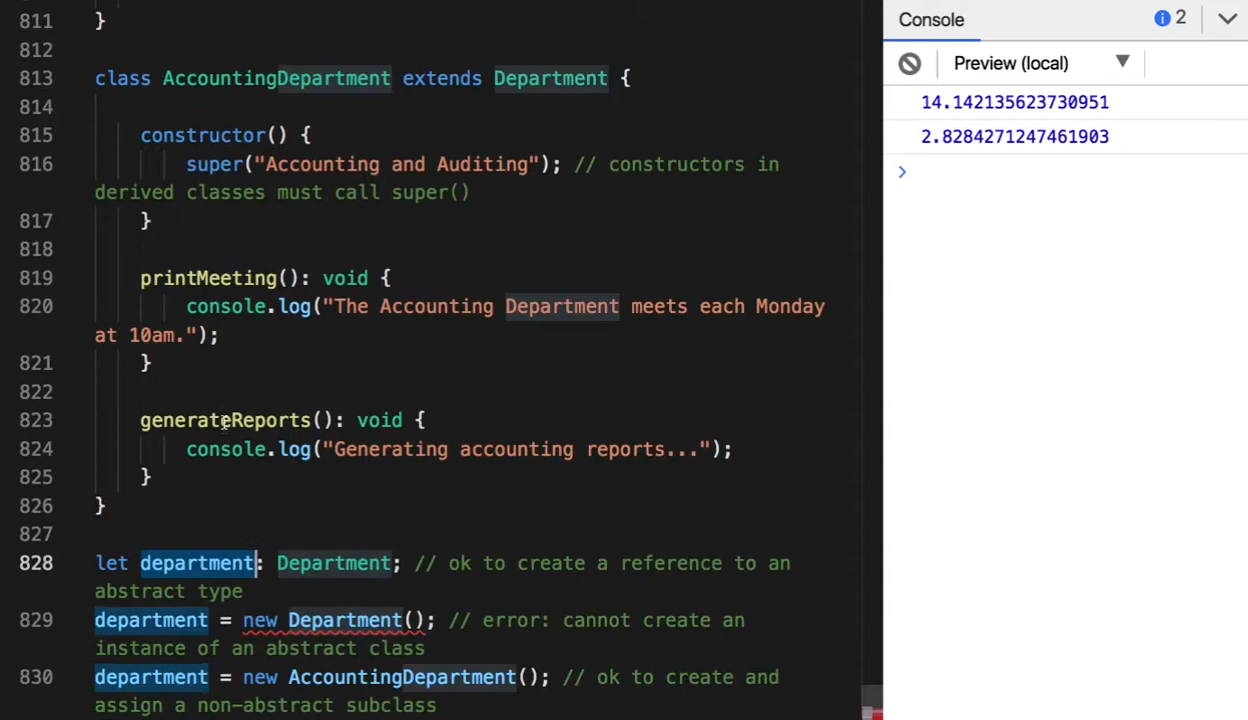 811 }
812
813 class AccountingDepartment extends Department {
814
815 constructor() {
816 super("Accounting and Auditing"); // constructors in
derived classes must call super()
817 }
818
819 printMeeting(): void {
820 console.log("The Accounting Department meets each Monday
at 10am.");
821 }
822
823 generateReports(): void {
824 console.log("Generating accounting reports...");
825 }
826 }
827
828 let department: Department; // ok to create a reference to an
abstract type
829 department = new Department(); // error: cannot create an
instance of an abstract class
830 department = new AccountingDepartment(); // ok to create and
assign a non-abstract subclass
Console
2
Preview (local)
14.142135623730951
2.8284271247461903